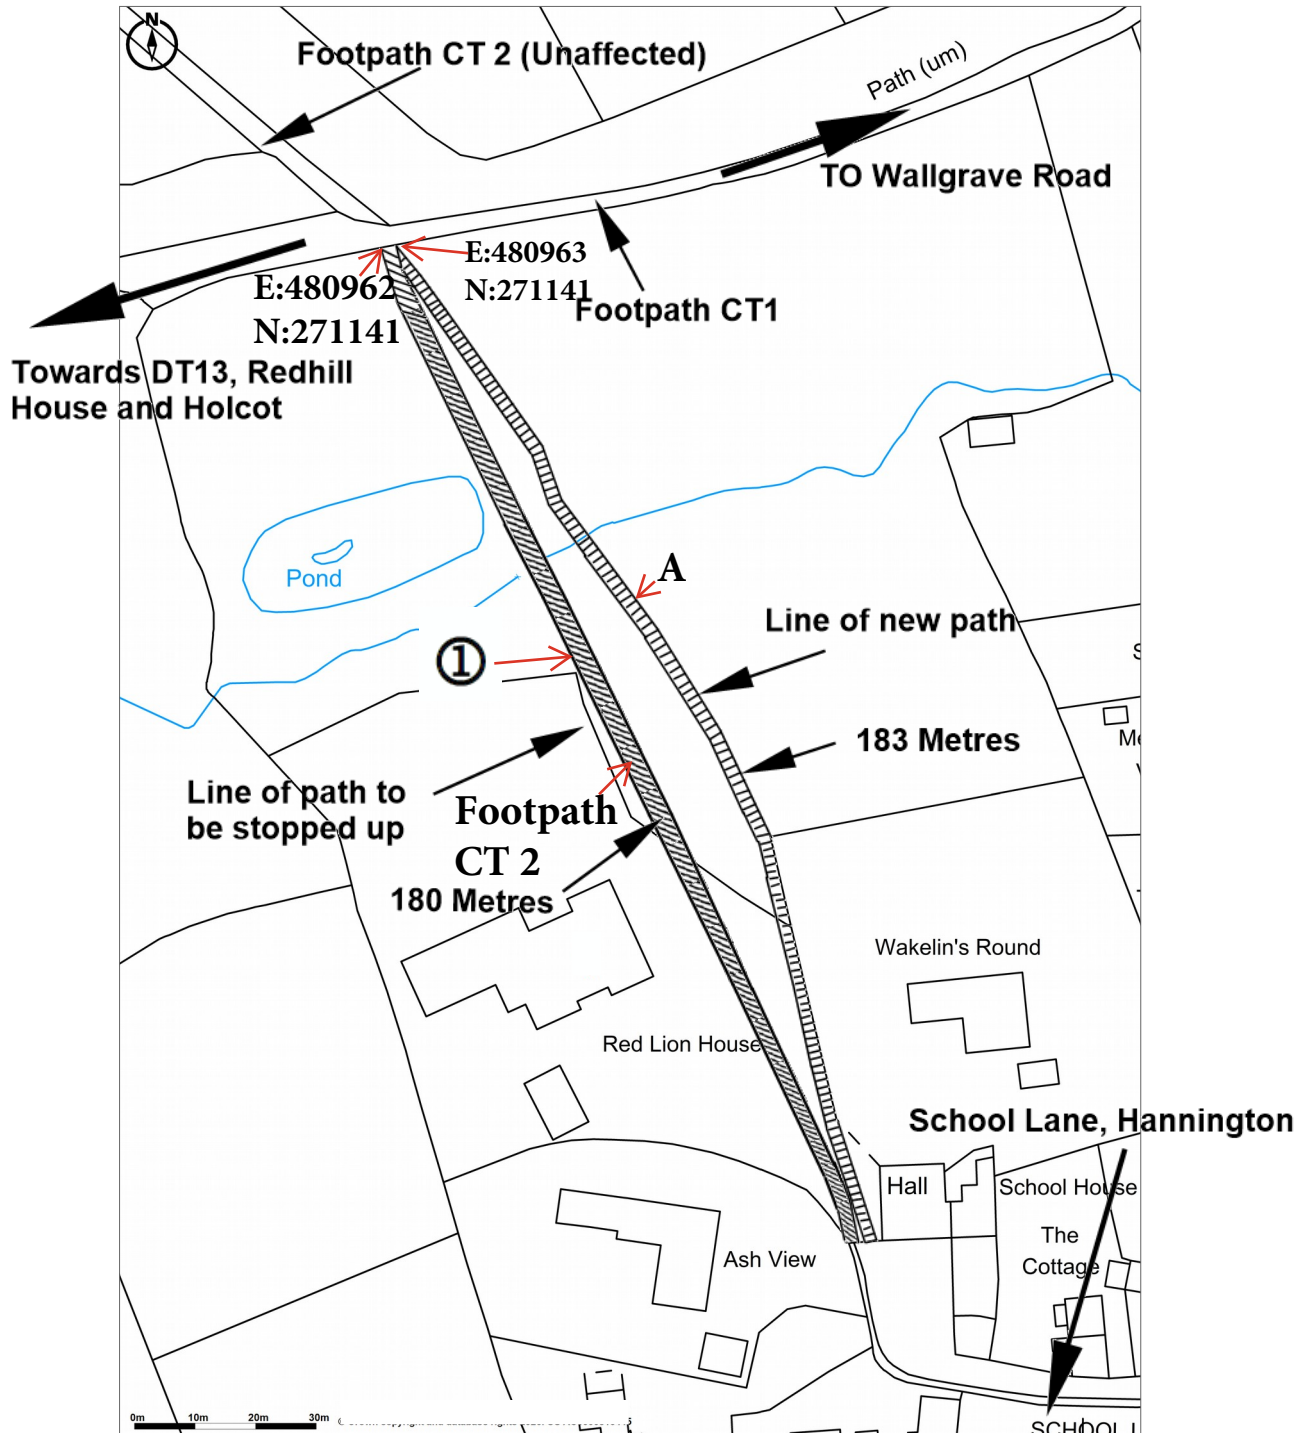 N
Footpath CT 2 (Unaffected)
Path (um)
TO Wallgrave Road
E:480963
N:271141
E:480962
N:271141
Footpath CT1
Towards DT13, Redhill
House and Holcot
A
Pond
Line of new path
①
S
183 Metres
Me
Line of path to
be stopped up
Footpath
CT 2
180 Metres
Wakelin's Round
Red Lion House
School Lane, Hannington
Hall
School House
The
Cottage
Ash View
0m 10m 20m 30m
SCHOOL L